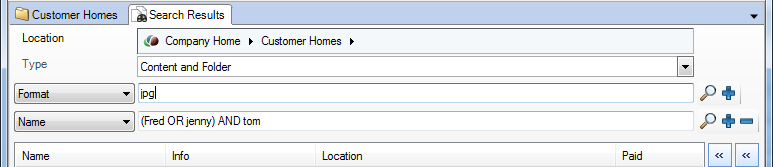 Customer Homes Search Results
Location Company Home Customer Homes
Type Content and Folder
Format jpg
Name (Fred OR jenny) AND tom
Name Info Location Paid « «